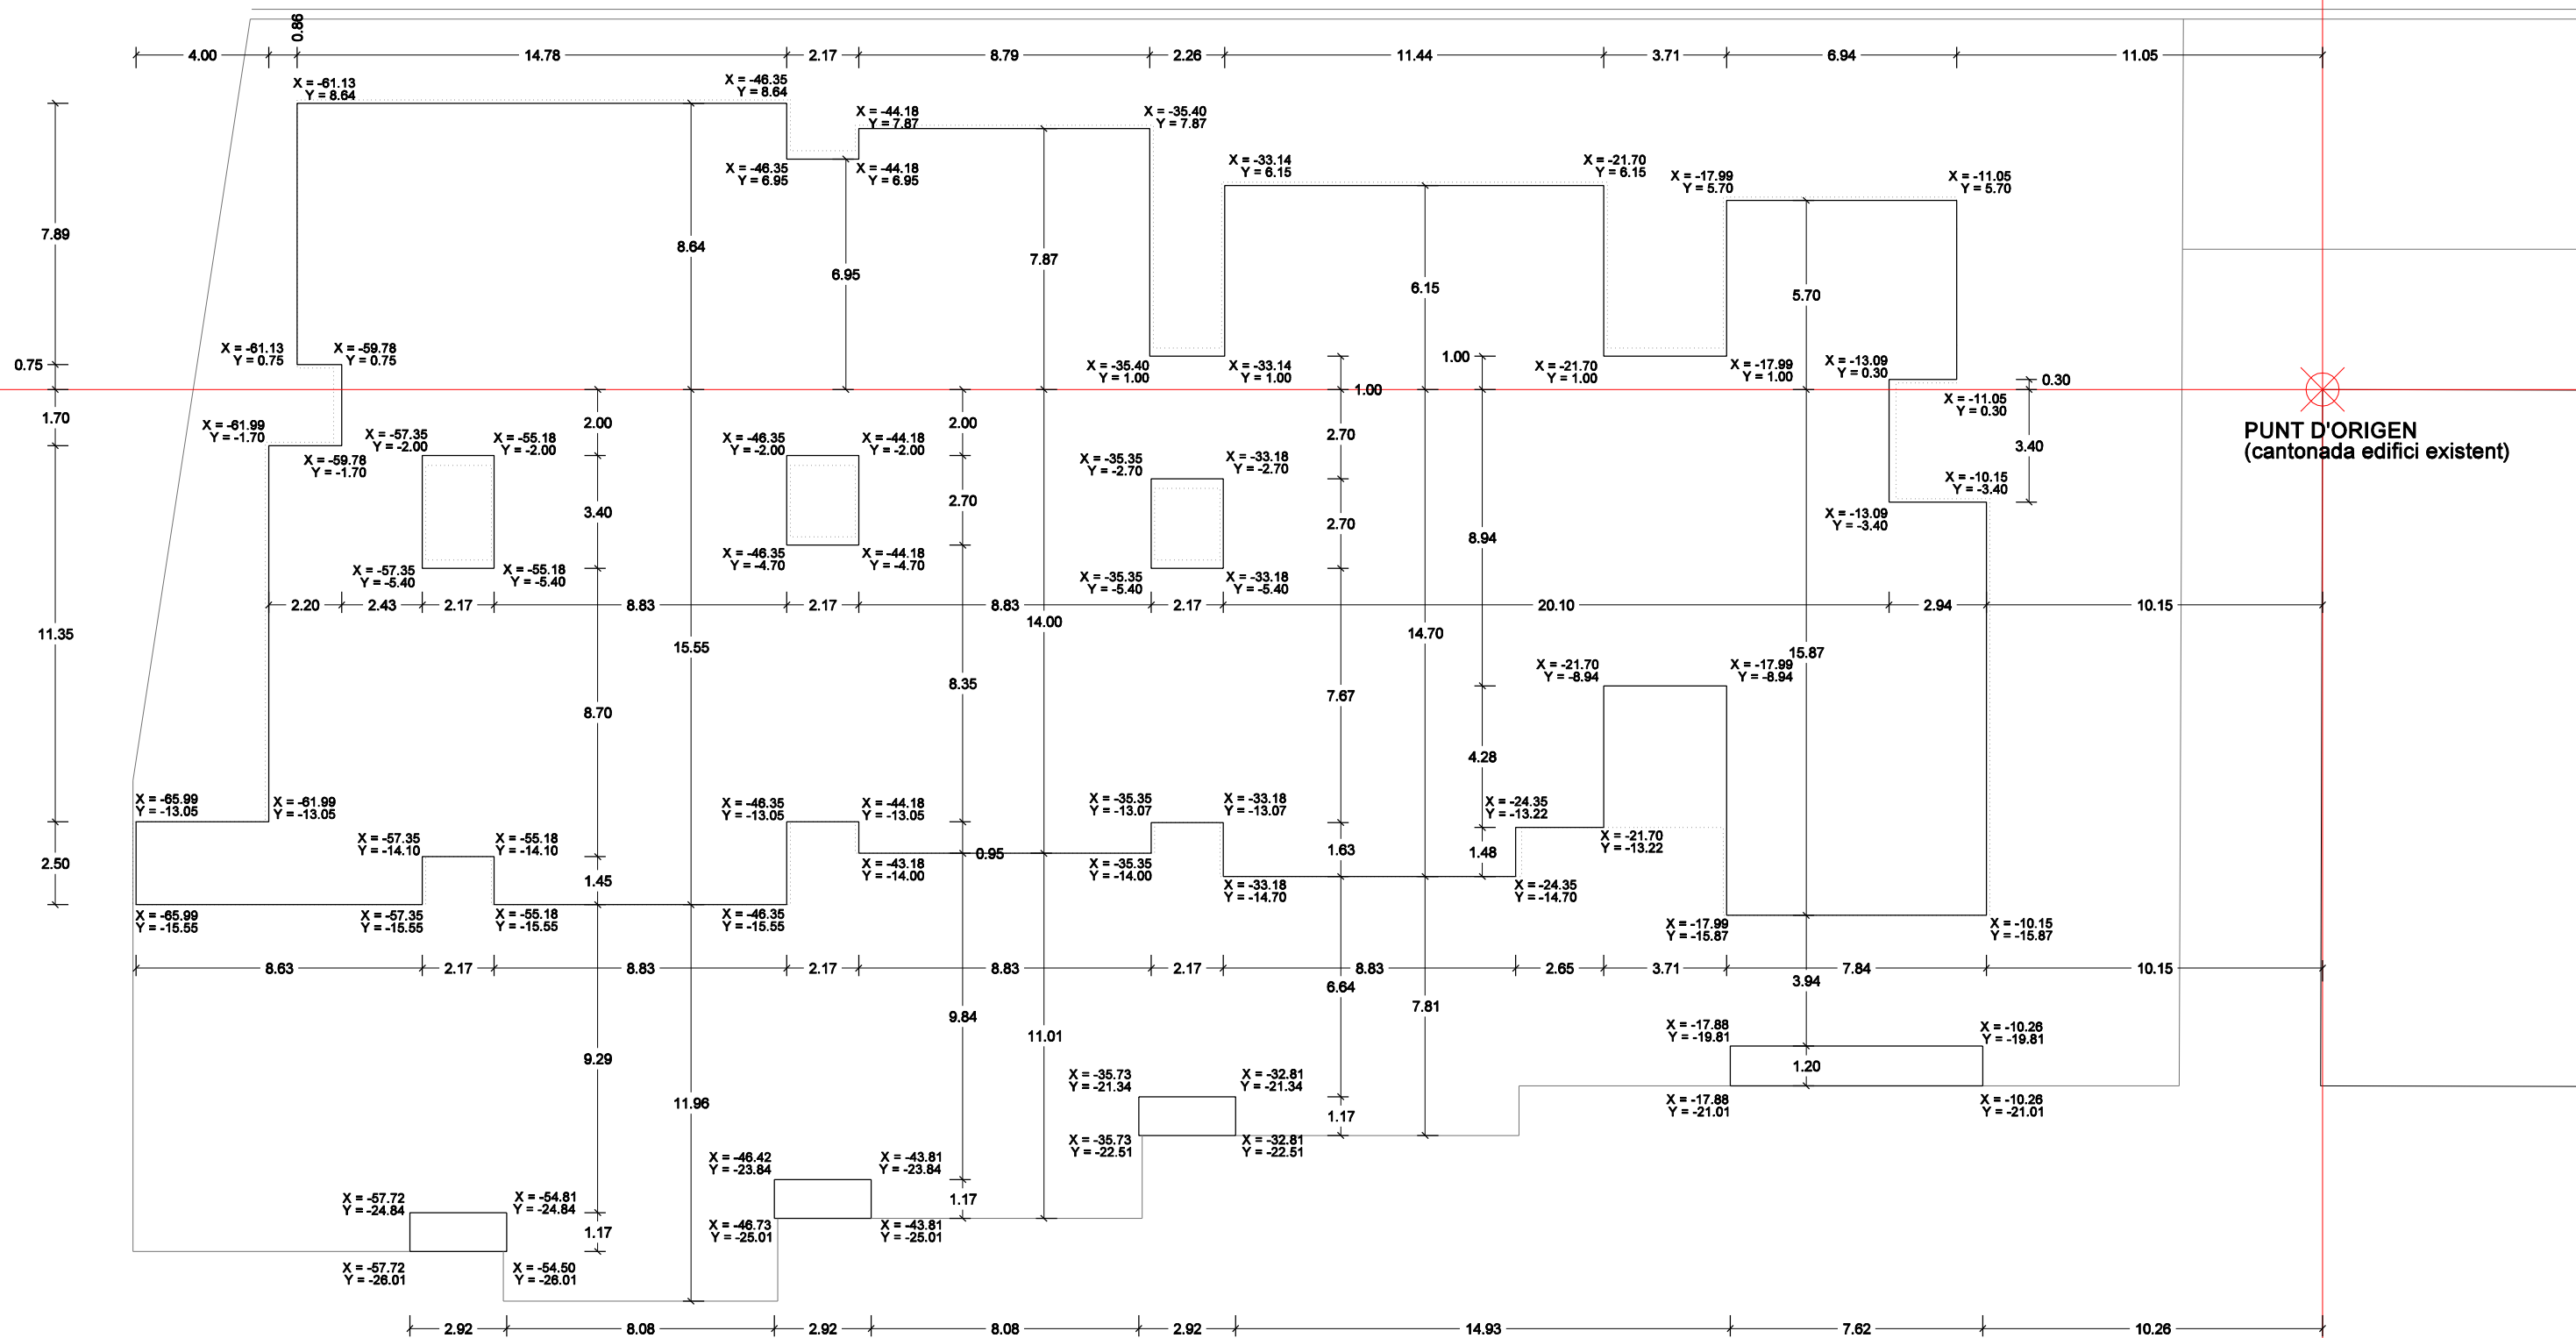 0.86
4.00 14.78 2.17 8.79 2.26 11.44 3.71 6.94 11.05
X = -61.13
Y = 8.64
X = -46.35
Y = 8.64
X = -44.18
Y = 7.87
X = -35.40
Y = 7.87
X = -46.35
Y = 6.95
X = -44.18
Y = 6.95
X = -33.14
Y = 6.15
X = -21.70
Y = 6.15
X = -17.99
Y = 5.70
X = -11.05
Y = 5.70
7.89
8.64
6.95
7.87
6.15
5.70
X = -61.13
Y = 0.75
X = -59.78
Y = 0.75
0.75
X = -35.40
Y = 1.00
X = -33.14
Y = 1.00
1.00
1.00
X = -21.70
Y = 1.00
X = -17.99
Y = 1.00
X = -13.09
Y = 0.30
0.30
X = -11.05
Y = 0.30
1.70
X = -61.99
Y = -1.70
X = -59.78
Y = -1.70
X = -57.35
Y = -2.00
X = -55.18
Y = -2.00
2.00
X = -46.35
Y = -2.00
X = -44.18
Y = -2.00
2.00
X = -35.35
Y = -2.70
X = -33.18
Y = -2.70
2.70
3.40
PUNT D'ORIGEN
(cantonada edifici existent)
X = -10.15
Y = -3.40
X = -13.09
Y = -3.40
3.40
2.70
2.70
8.94
X = -57.35
Y = -5.40
X = -55.18
Y = -5.40
X = -46.35
Y = -4.70
X = -44.18
Y = -4.70
X = -35.35
Y = -5.40
X = -33.18
Y = -5.40
2.20 2.43 2.17 8.83 2.17 8.83 2.17 20.10 2.94 10.15
11.35
15.55
14.00
14.70
15.87
8.70
8.35
7.67
X = -21.70
Y = -8.94
X = -17.99
Y = -8.94
4.28
X = -65.99
Y = -13.05
X = -61.99
Y = -13.05
X = -57.35
Y = -14.10
X = -55.18
Y = -14.10
X = -46.35
Y = -13.05
X = -44.18
Y = -13.05
X = -35.35
Y = -13.07
X = -33.18
Y = -13.07
X = -24.35
Y = -13.22
X = -21.70
Y = -13.22
2.50
1.45
0.95
1.63
1.48
X = -65.99
Y = -15.55
X = -57.35
Y = -15.55
X = -55.18
Y = -15.55
X = -46.35
Y = -15.55
X = -43.18
Y = -14.00
X = -35.35
Y = -14.00
X = -33.18
Y = -14.70
X = -24.35
Y = -14.70
X = -17.99
Y = -15.87
X = -10.15
Y = -15.87
8.63 2.17 8.83 2.17 8.83 2.17 8.83 2.65 3.71 7.84 10.15
9.29
11.96
9.84
11.01
6.64
7.81
3.94
X = -17.88
Y = -19.81
X = -10.26
Y = -19.81
1.20
X = -17.88
Y = -21.01
X = -10.26
Y = -21.01
X = -35.73
Y = -21.34
X = -32.81
Y = -21.34
1.17
X = -35.73
Y = -22.51
X = -32.81
Y = -22.51
X = -46.42
Y = -23.84
X = -43.81
Y = -23.84
1.17
X = -46.73
Y = -25.01
X = -43.81
Y = -25.01
X = -57.72
Y = -24.84
X = -54.81
Y = -24.84
1.17
X = -57.72
Y = -26.01
X = -54.50
Y = -26.01
2.92 8.08 2.92 8.08 2.92 14.93 7.62 10.26